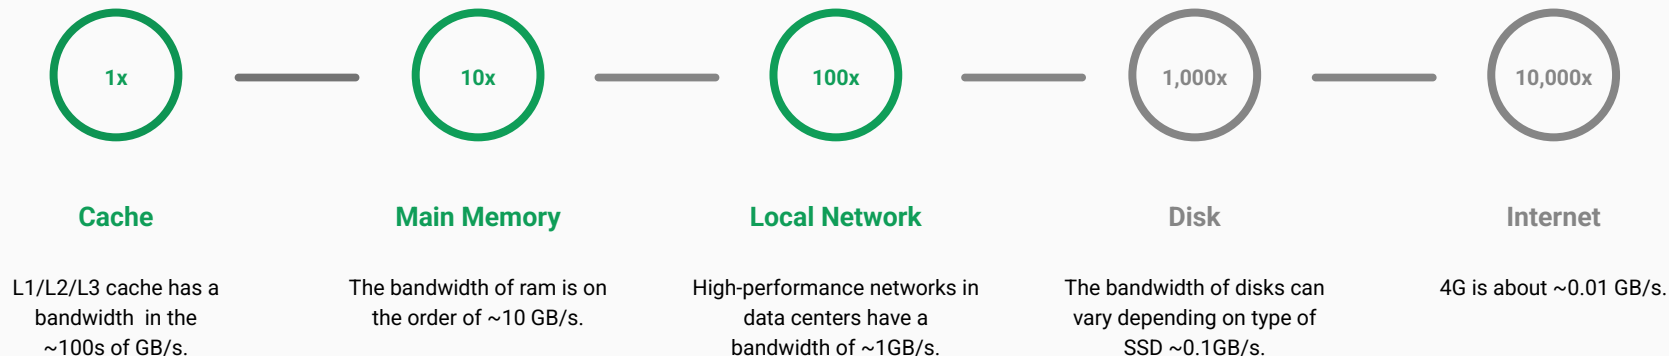 1x
10x
100x
1,000x
10,000x
Cache
Main Memory
Local Network
Disk
Internet
L1/L2/L3 cache has a
bandwidth in the
~100s of GB/s.
The bandwidth of ram is on
the order of ~10 GB/s.
High-performance networks in
data centers have a
bandwidth of ~1GB/s.
The bandwidth of disks can
vary depending on type of
SSD ~0.1GB/s.
4G is about ~0.01 GB/s.